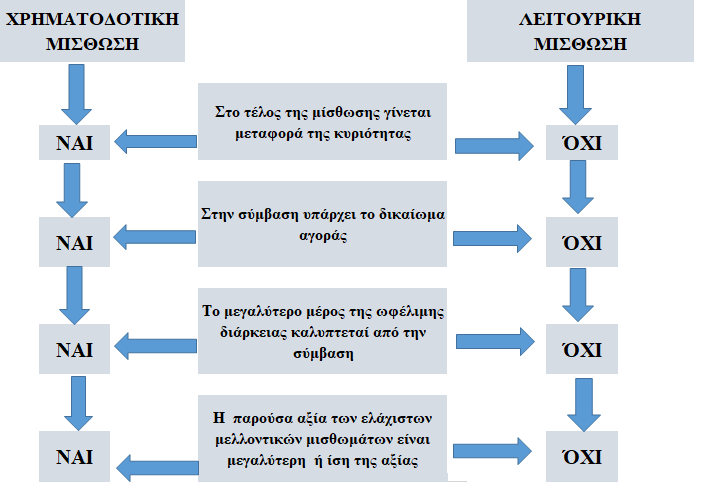 ΧΡΗΜΑΤΟΔΟΤΙΚΗ
ΜΙΣΘΩΣΗ
ΛΕΙΤΟΥΡΙΚΗ
ΜΙΣΘΩΣΗ
Στο τέλος της μίσθωσης γίνεται
μεταφορά της κυριότητας
ΝΑΙ
ΌΧΙ
Στην σύμβαση υπάρχει το δικαίωμα
αγοράς
ΝΑΙ
ΌΧΙ
Το μεγαλύτερο μέρος της ωφέλιμης
διάρκειας καλυπτεταί από την
σύμβαση
ΝΑΙ
ΌΧΙ
Η παρούσα αξία των ελάχιστων
μελλοντικών μισθωμάτων είναι
μεγαλύτερη ή ίση της αξίας
ΝΑΙ
ΌΧΙ